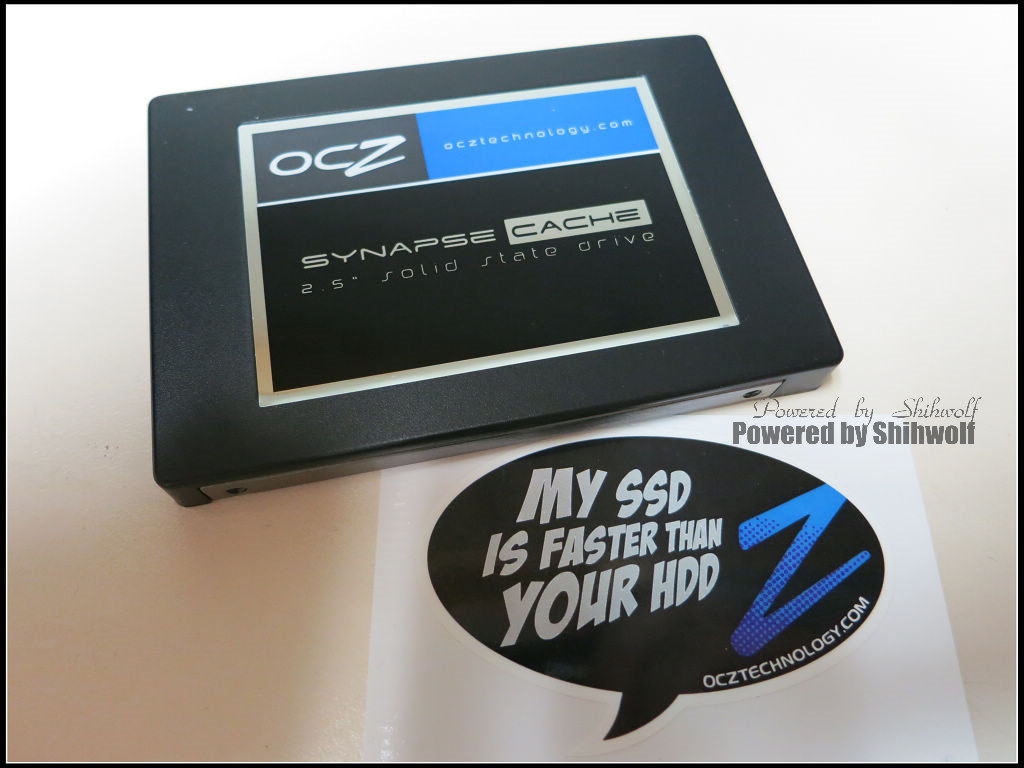 OCZ
ocztechnology.com
SYNAPSE CACHE
2.5" solid state drive
Powered by Shihwolf
Powered by Shihwolf
MY SSD
IS FASTER THAN
YOUR HDD
Z
OCZTECHNOLOGY.COM